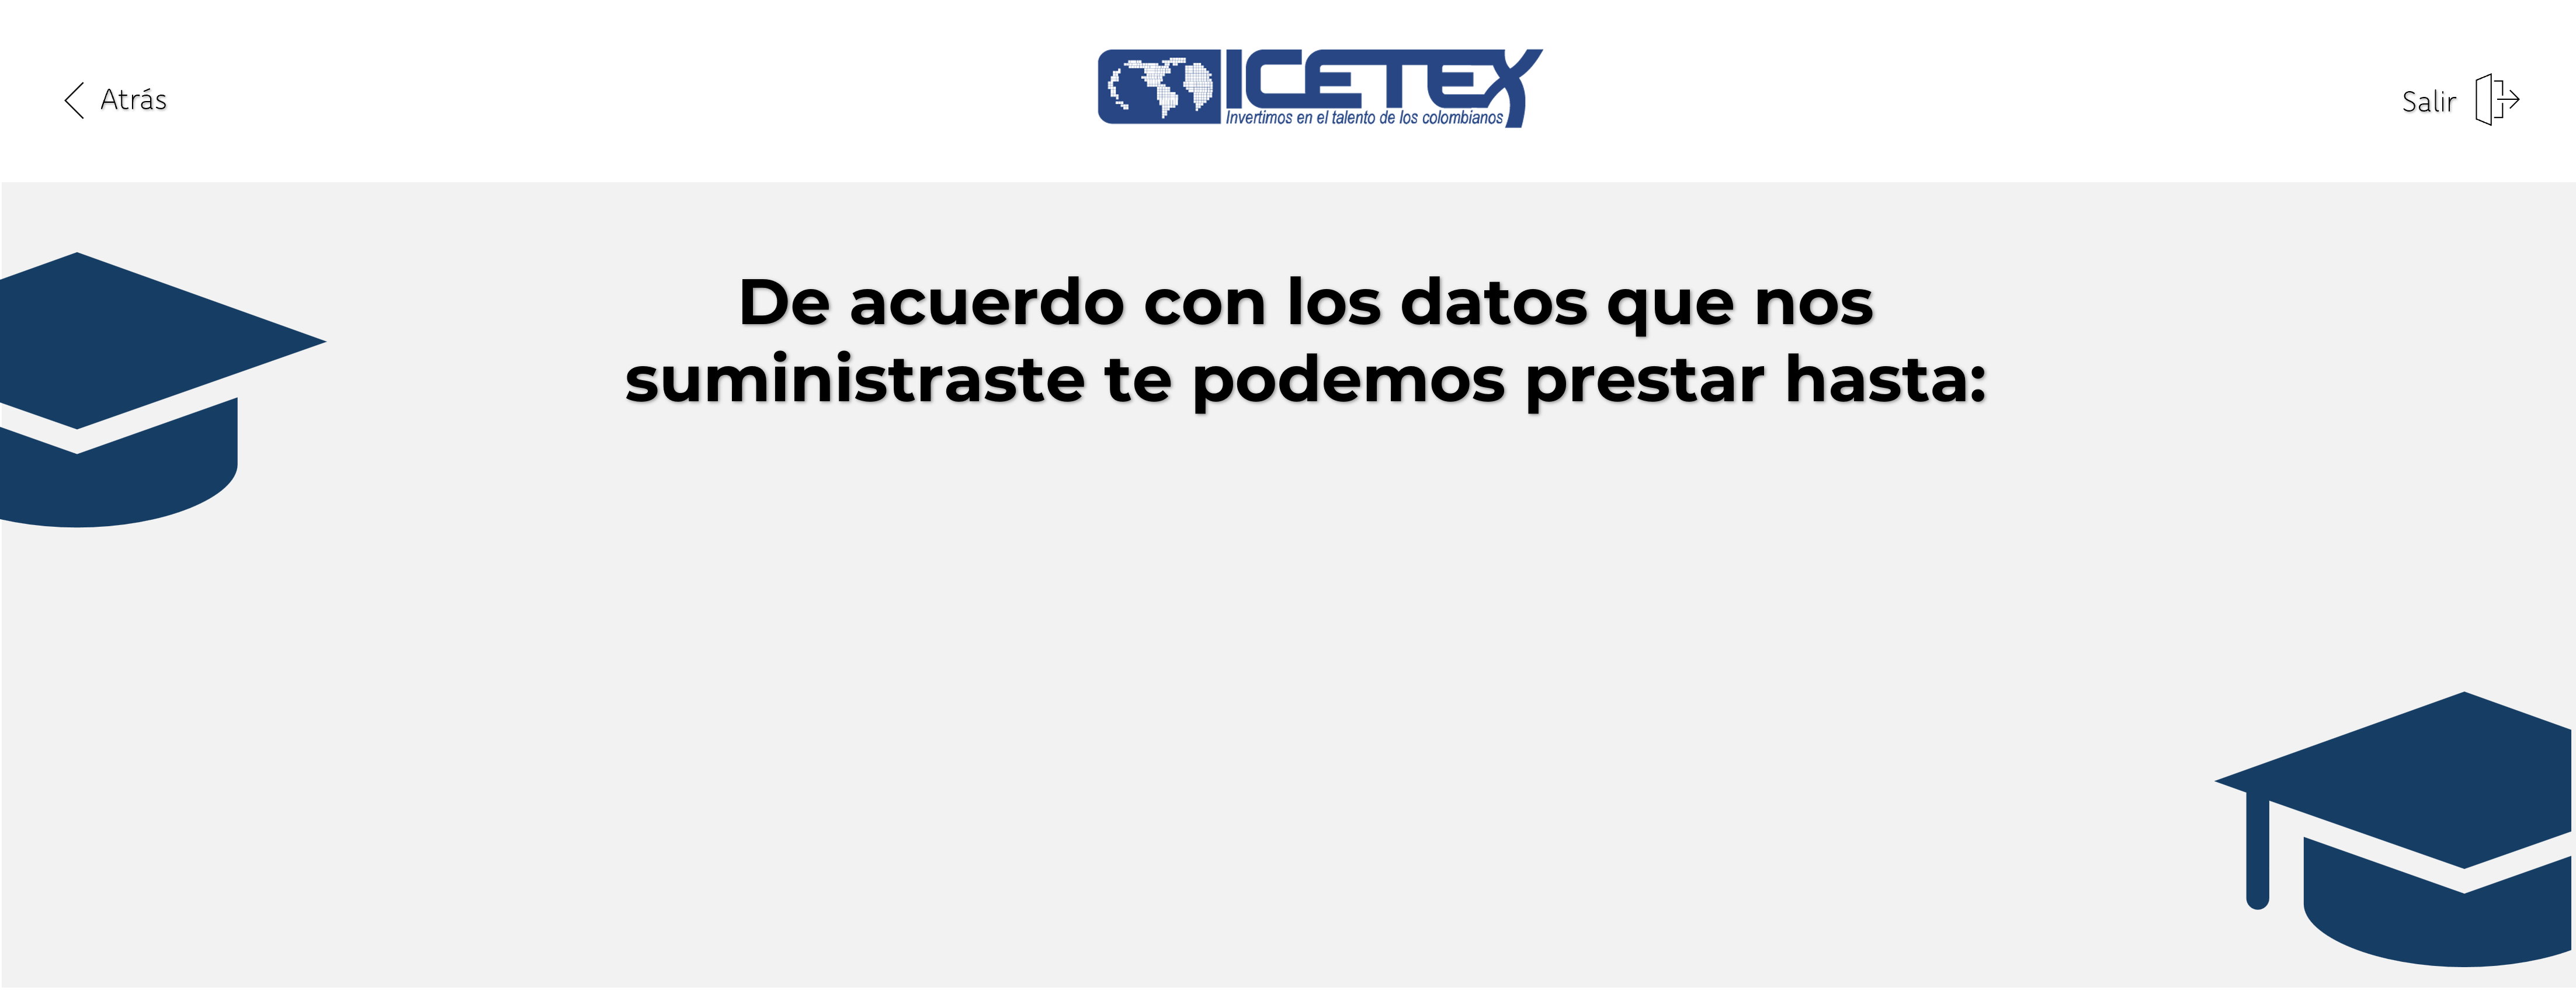 Atrás
ICETEX
Invertimos en el talento de los colombianos
Salir
De acuerdo con los datos que nos
suministraste te podemos prestar hasta: